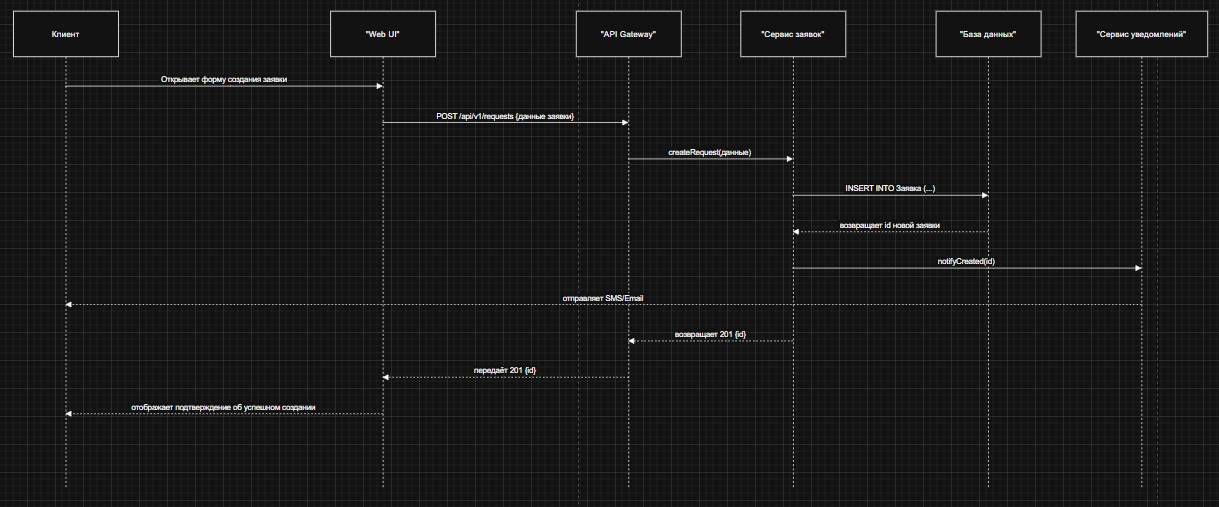 Клиент
"Web UI"
"API Gateway"
"Сервис заявок"
"База данных"
"Сервис уведомлений"
Открывает форму создания заявки
POST /api/v1/requests {данные заявки}
createRequest(данные)
INSERT INTO Заявка (...)
возвращает id новой заявки
notifyCreated(id)
отправляет SMS/Email
возвращает 201 {id}
передаёт 201 {id}
отображает подтверждение об успешном создании